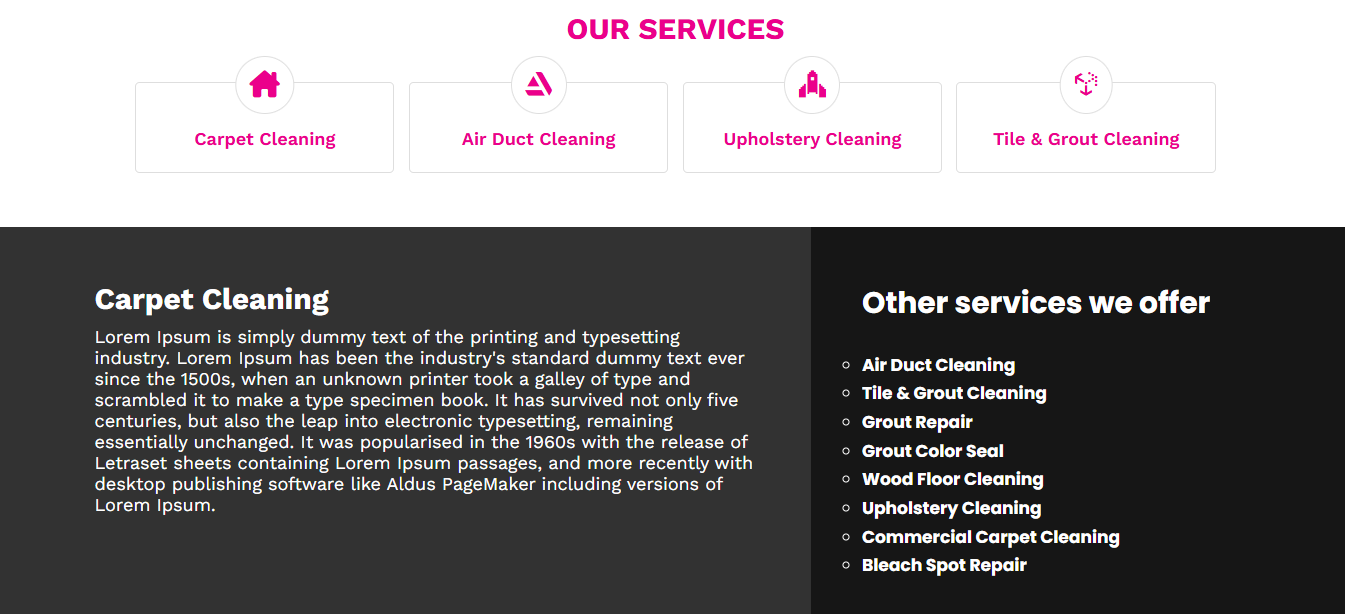 OUR SERVICES
Carpet Cleaning
Air Duct Cleaning
Upholstery Cleaning
Tile & Grout Cleaning
Carpet Cleaning
Lorem Ipsum is simply dummy text of the printing and typesetting
industry. Lorem Ipsum has been the industry's standard dummy text ever
since the 1500s, when an unknown printer took a galley of type and
scrambled it to make a type specimen book. It has survived not only five
centuries, but also the leap into electronic typesetting, remaining
essentially unchanged. It was popularised in the 1960s with the release of
Letraset sheets containing Lorem Ipsum passages, and more recently with
desktop publishing software like Aldus PageMaker including versions of
Lorem Ipsum.
Other services we offer
Air Duct Cleaning
Tile & Grout Cleaning
Grout Repair
Grout Color Seal
Wood Floor Cleaning
Upholstery Cleaning
Commercial Carpet Cleaning
Bleach Spot Repair